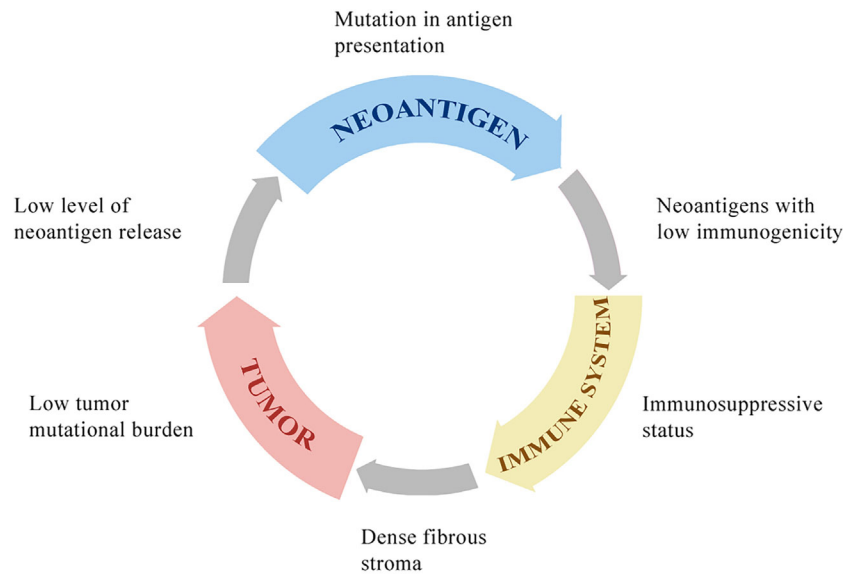 Mutation in antigen
presentation
NEOANTIGEN
Low level of
neoantigen release
Neoantigens with
low immunogenicity
TUMOR
IMMUNE SYSTEM
Low tumor
mutational burden
Immunosuppressive
status
Dense fibrous
stroma